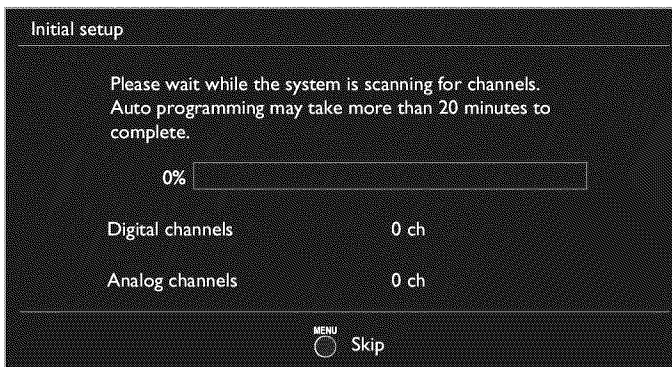 Initial setup
Please wait while the system is scanning for channels.
Auto programming may take more than 20 minutes to
complete.
0%
Digital channels 0 ch
Analog channels 0 ch
MENU
Skip